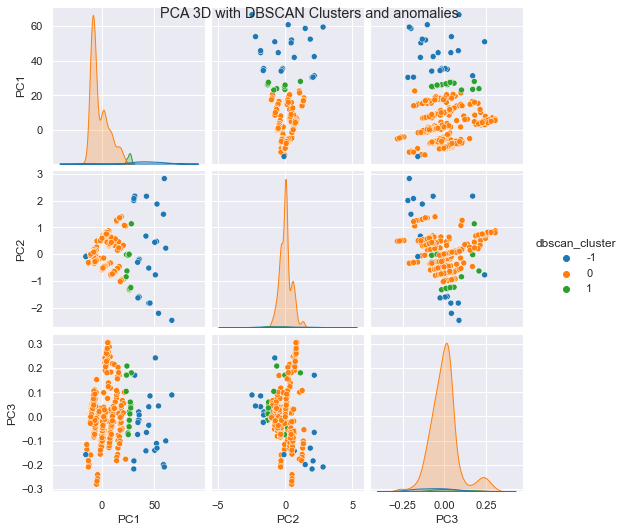 PCA 3D with DBSCAN Clusters and anomalies
60
40
20
0
PC1
3
2
1
0
−1
−2
PC2
dbscan_cluster
-1
0
1
0.3
0.2
0.1
0.0
−0.1
−0.2
−0.3
PC3
0 50
−5 0 5
−0.25 0.00 0.25
PC1 PC2 PC3